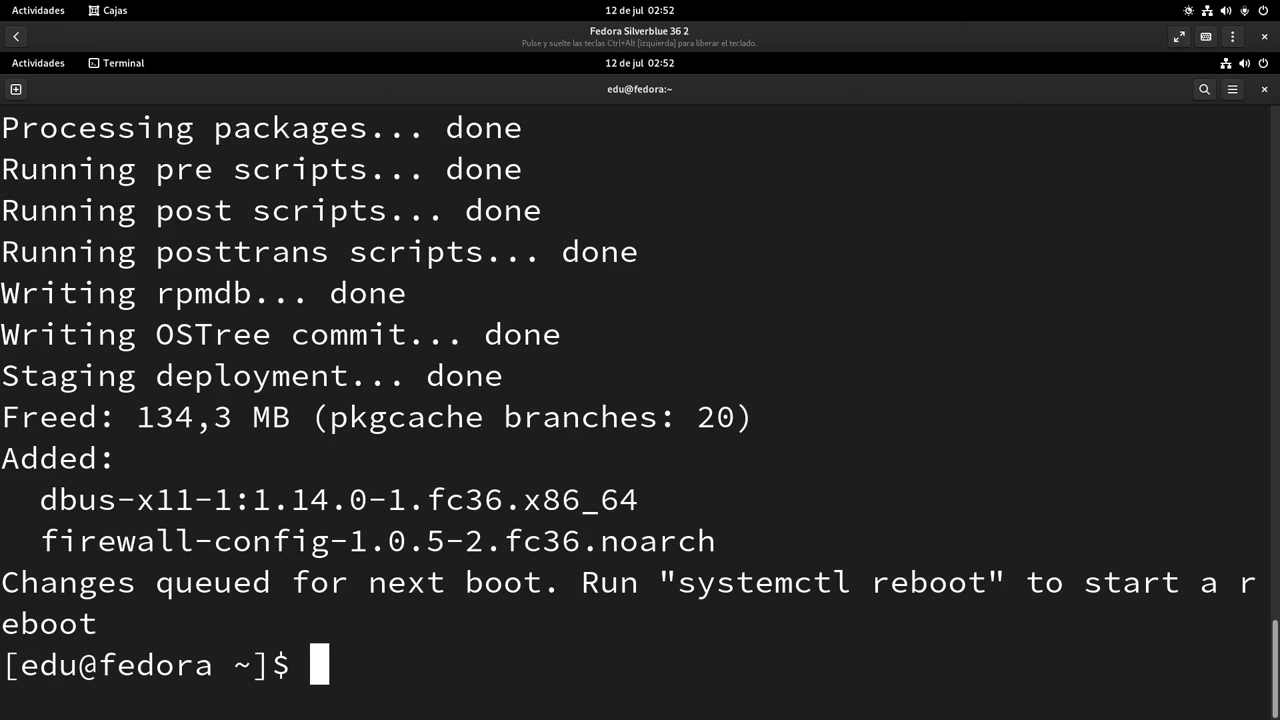 Actividades Cajas 12 de jul 02:52
Fedora Silverblue 36 2
Pulse y suelte las teclas Ctrl+Alt [izquierda] para liberar el teclado.
Actividades Terminal 12 de jul 02:52
edu@fedora:~
Processing packages... done
Running pre scripts... done
Running post scripts... done
Running posttrans scripts... done
Writing rpmdb... done
Writing OSTree commit... done
Staging deployment... done
Freed: 134,3 MB (pkgcache branches: 20)
Added:
dbus-x11-1:1.14.0-1.fc36.x86_64
firewall-config-1.0.5-2.fc36.noarch
Changes queued for next boot. Run "systemctl reboot" to start a r
eboot
[edu@fedora ~]$